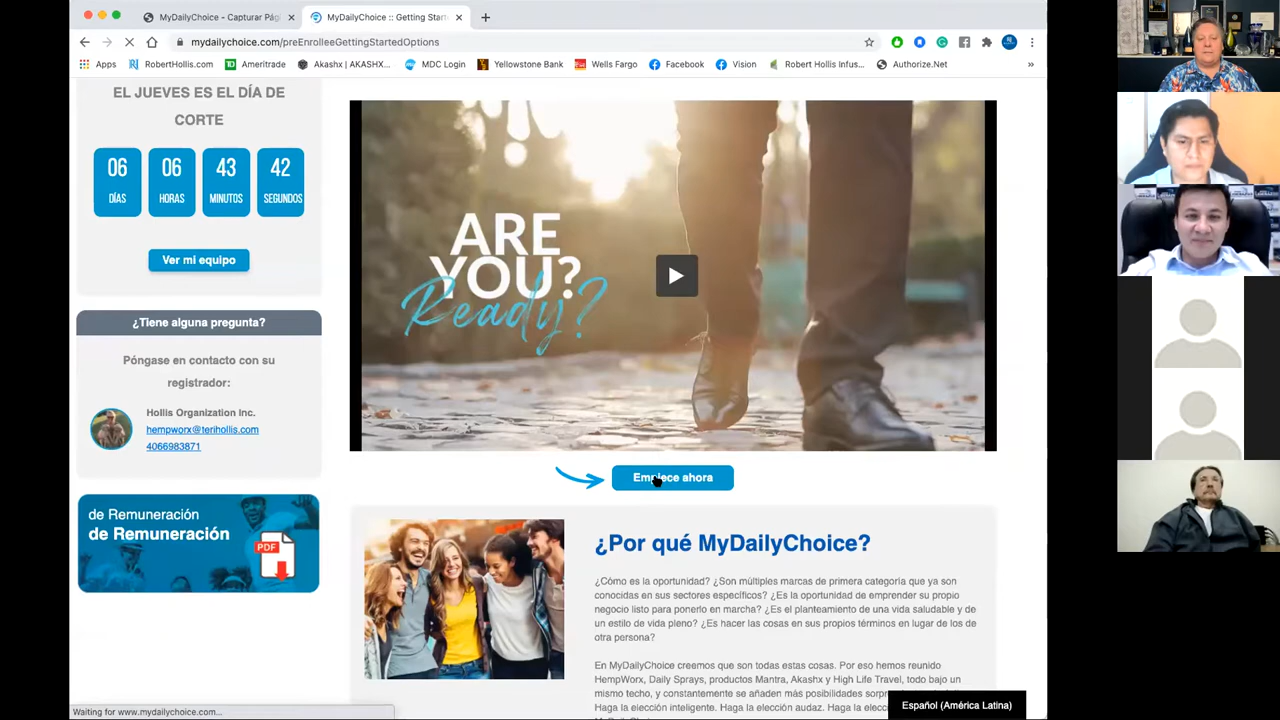 MyDailyChoice - Capturar Pági
MyDailyChoice :: Getting Start
mydailychoice.com/preEnrolleeGettingStartedOptions
Apps
RobertHollis.com
Ameritrade
Akashx | AKASHX...
MDC Login
Yellowstone Bank
Wells Fargo
Facebook
Vision
Robert Hollis Infus...
Authorize.Net
EL JUEVES ES EL DÍA DE
CORTE
06 06 43 42
DÍAS HORAS MINUTOS SEGUNDOS
Ver mi equipo
¿Tiene alguna pregunta?
Póngase en contacto con su
registrador:
Hollis Organization Inc.
hempworx@terihollis.com
4066983871
de Remuneración
de Remuneración
PDF
ARE
YOU?
Ready?
Empiece ahora
¿Por qué MyDailyChoice?
¿Cómo es la oportunidad? ¿Son múltiples marcas de primera categoría que ya son
conocidas en sus sectores específicos? ¿Es la oportunidad de emprender su propio
negocio listo para ponerlo en marcha? ¿Es el planteamiento de una vida saludable y de
un estilo de vida pleno? ¿Es hacer las cosas en sus propios términos en lugar de los de
otra persona?
En MyDailyChoice creemos que son todas estas cosas. Por eso hemos reunido
HempWorx, Daily Sprays, productos Mantra, Akashx y High Life Travel, todo bajo un
mismo techo, y constantemente se añaden más posibilidades
Haga la elección inteligente. Haga la elección audaz. Haga la
Español (América Latina)
Waiting for www.mydailychoice.com...